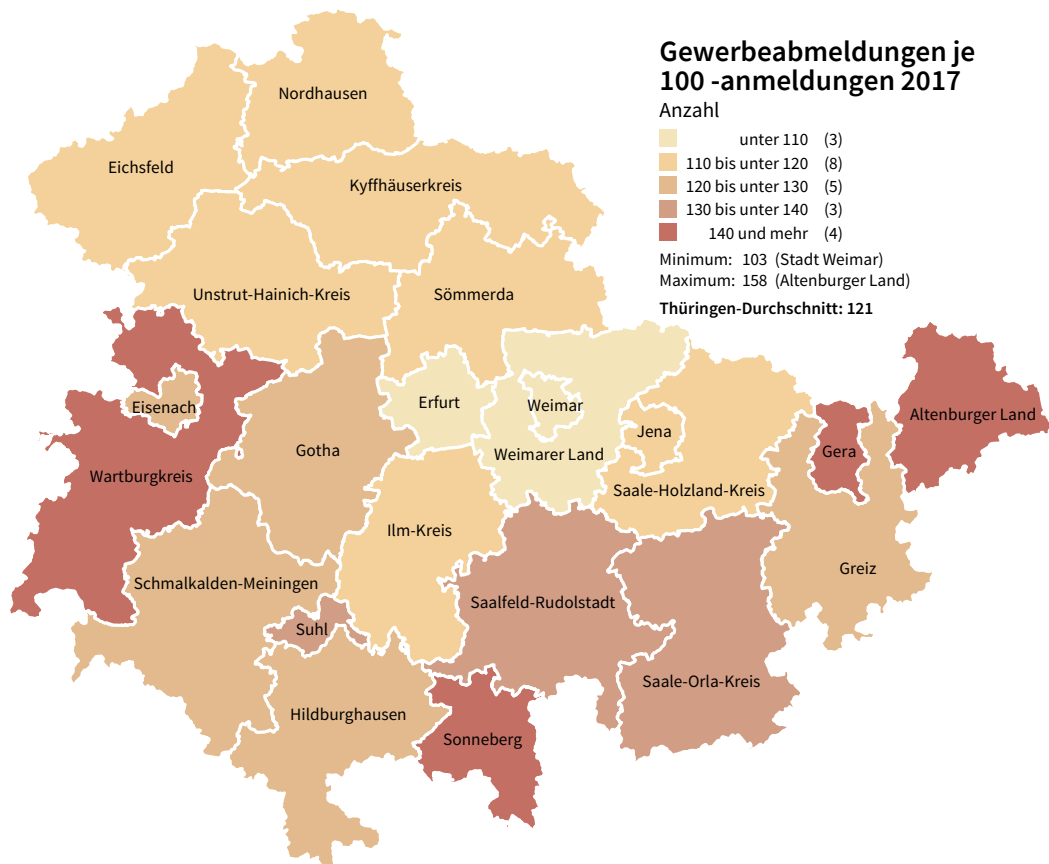 Gewerbeabmeldungen je
100 -anmeldungen 2017
Anzahl
unter 110 (3)
110 bis unter 120 (8)
120 bis unter 130 (5)
130 bis unter 140 (3)
140 und mehr (4)
Minimum: 103 (Stadt Weimar)
Maximum: 158 (Altenburger Land)
Thüringen-Durchschnitt: 121
Nordhausen
Eichsfeld
Kyffhäuserkreis
Unstrut-Hainich-Kreis
Sömmerda
Eisenach
Erfurt
Weimar
Altenburger Land
Jena
Gotha
Weimarer Land
Gera
Wartburgkreis
Saale-Holzland-Kreis
Ilm-Kreis
Greiz
Schmalkalden-Meiningen
Saalfeld-Rudolstadt
Suhl
Saale-Orla-Kreis
Hildburghausen
Sonneberg